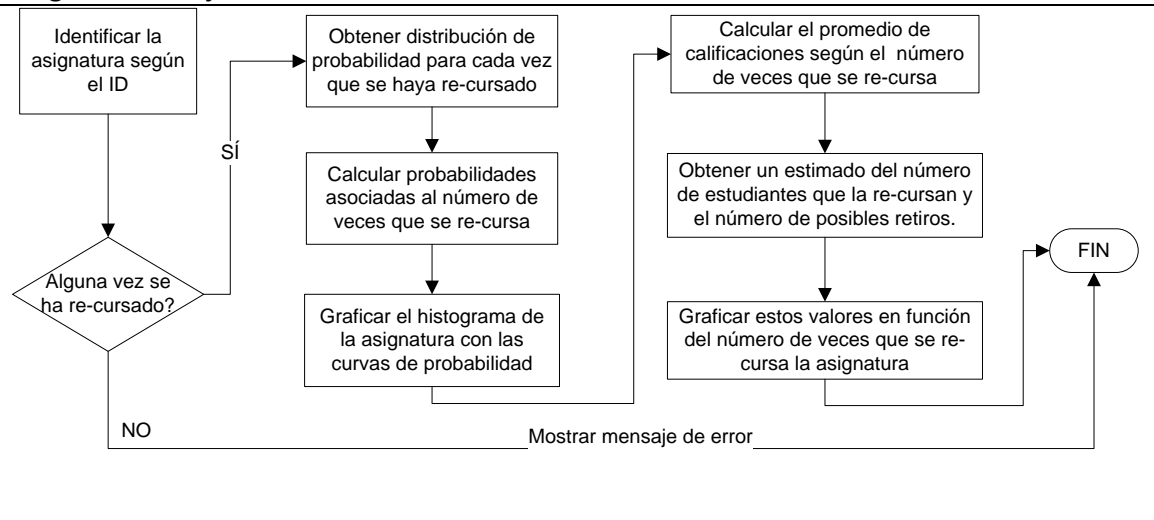 Identificar la
asignatura según
el ID
Alguna vez se
ha re-cursado?
SÍ
NO
Obtener distribución de
probabilidad para cada vez
que se haya re-cursado
Calcular probabilidades
asociadas al número de
veces que se re-cursa
Graficar el histograma de
la asignatura con las
curvas de probabilidad
Calcular el promedio de
calificaciones según el número
de veces que se re-cursa
Obtener un estimado del número
de estudiantes que la re-cursan y
el número de posibles retiros.
Graficar estos valores en función
del número de veces que se re-
cursa la asignatura
Mostrar mensaje de error
FIN